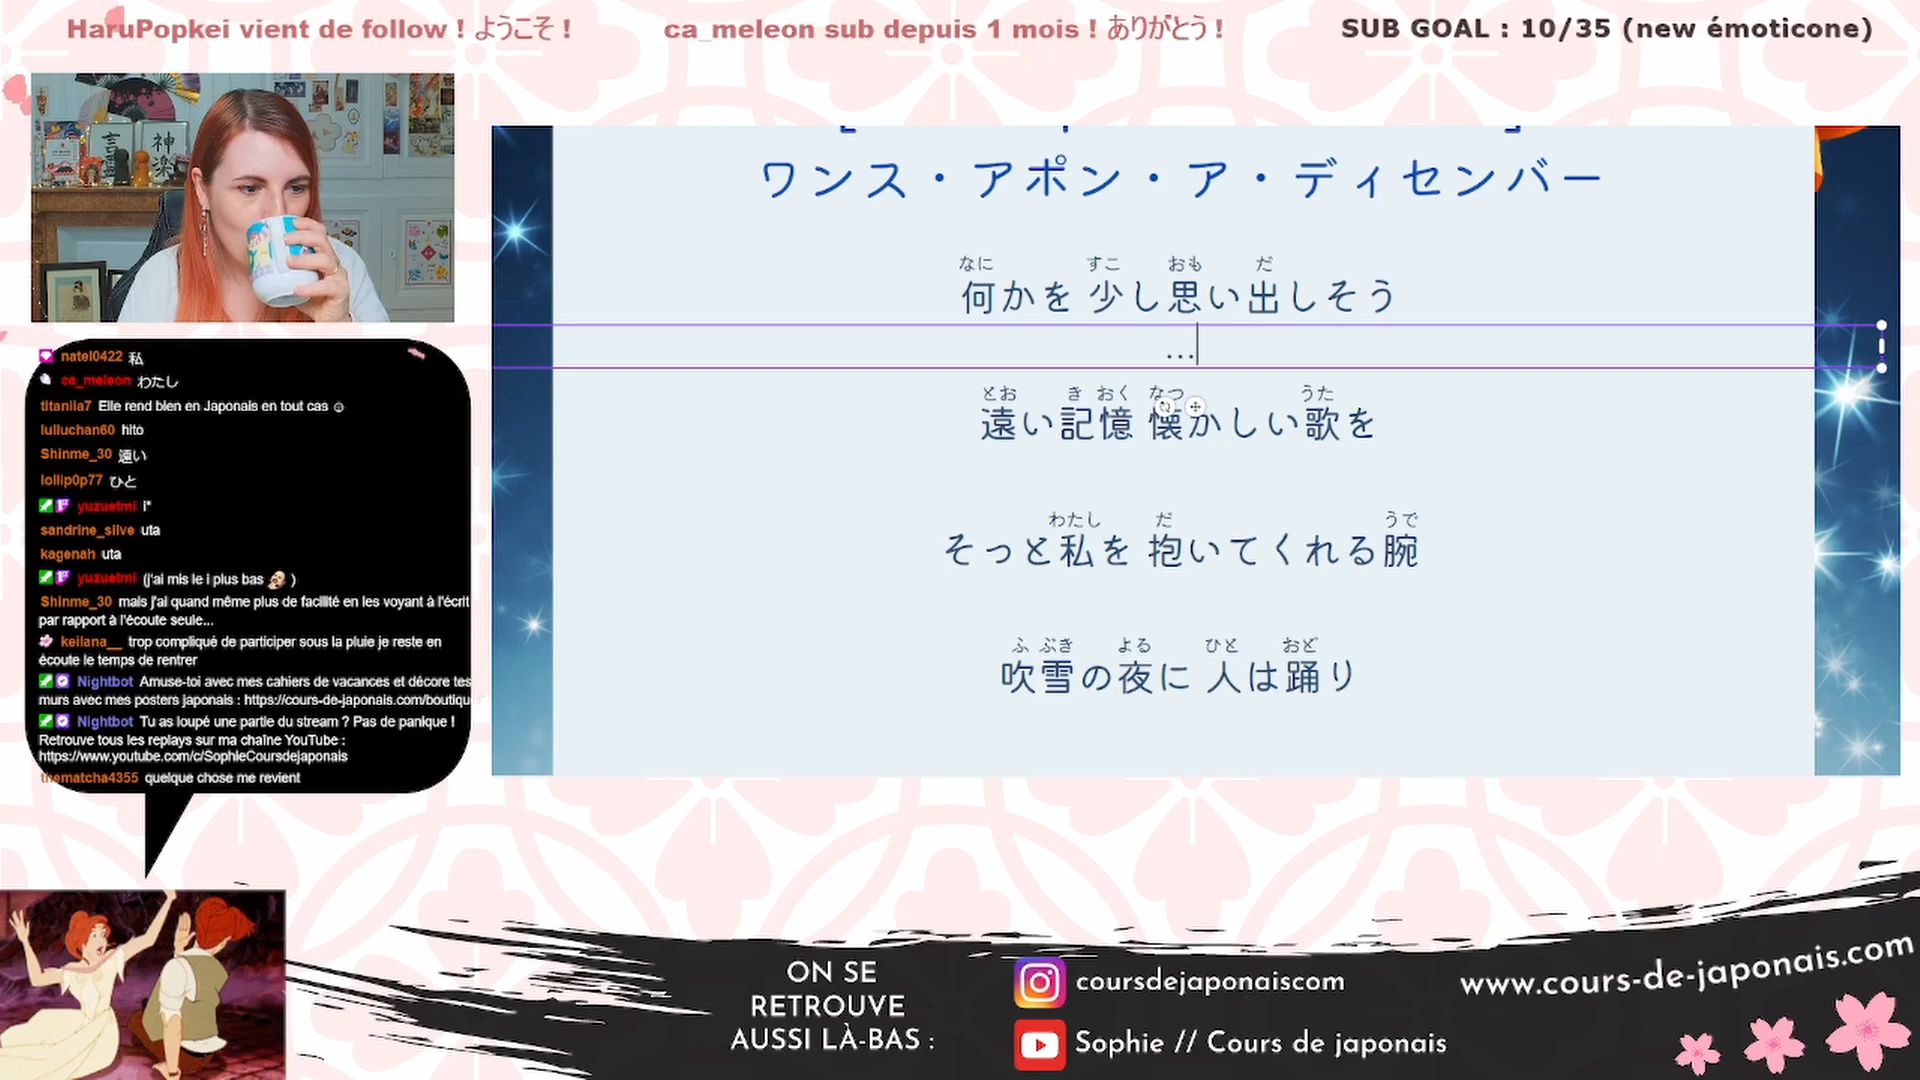 HaruPopkei vient de follow ! ようこそ !
ca_meleon sub depuis 1 mois ! ありがとう !
SUB GOAL : 10/35 (new émoticone)
言
神
楽
natel0422 私
ca_meleon わたし
titaniia7 Elle rend bien en Japonais en tout cas
luliuchan60 hito
Shinme_30 遠い
lollip0p77 ひと
yuzuetmi i*
sandrine_silve uta
kagenah uta
yuzuetmi (j'ai mis le i plus bas )
Shinme_30 mais j'ai quand même plus de facilité en les voyant à l'écrit
par rapport à l'écoute seule...
keilana__ trop compliqué de participer sous la pluie je reste en
écoute le temps de rentrer
Nightbot Amuse-toi avec mes cahiers de vacances et décore tes
murs avec mes posters japonais : https://cours-de-japonais.com/boutique
Nightbot Tu as loupé une partie du stream ? Pas de panique !
Retrouve tous les replays sur ma chaîne YouTube :
https://www.youtube.com/c/SophieCoursdejaponais
thematcha4355 quelque chose me revient
ワンス・アポン・ア・ディセンバー
なに すこ おも だ
何かを 少し思い出しそう
...
とお き おく なつ うた
遠い記憶 懐かしい歌を
わたし だ うで
そっと私を 抱いてくれる腕
ふ ぶき よる ひと おど
吹雪の夜に 人は踊り
ON SE
RETROUVE
AUSSI LÀ-BAS :
coursdejaponaiscom
Sophie // Cours de japonais
www.cours-de-japonais.com